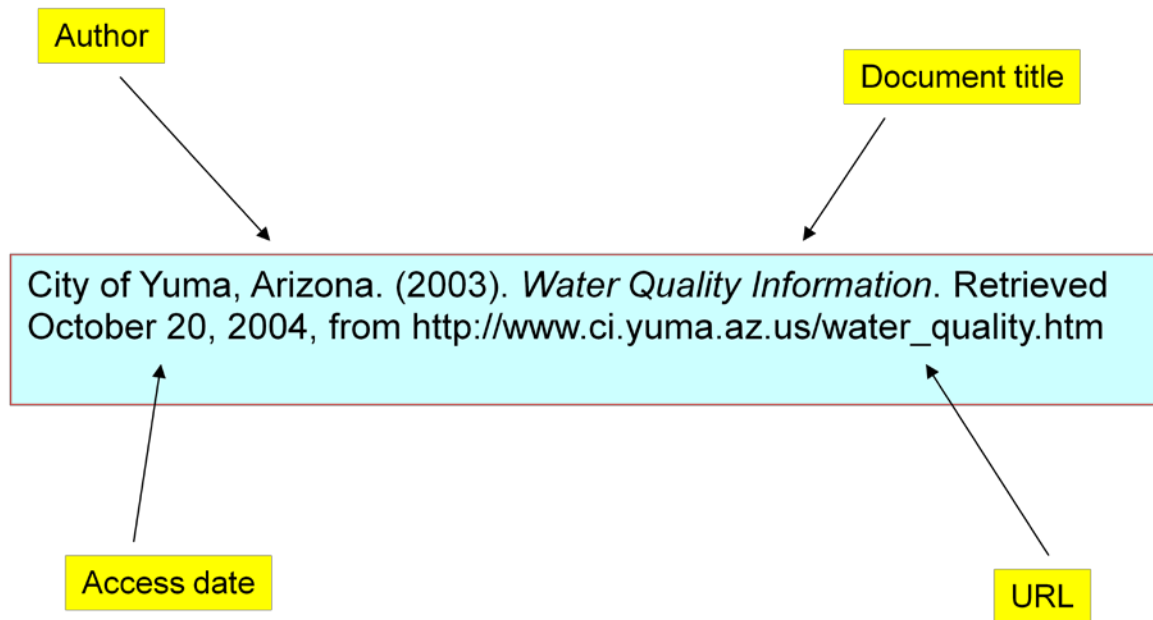 Author
Document title
City of Yuma, Arizona. (2003). Water Quality Information. Retrieved
October 20, 2004, from http://www.ci.yuma.az.us/water_quality.htm
Access date
URL